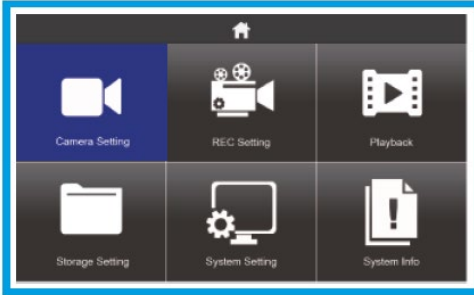 Camera Setting
REC Setting
Playback
Storage Setting
System Setting
System Info